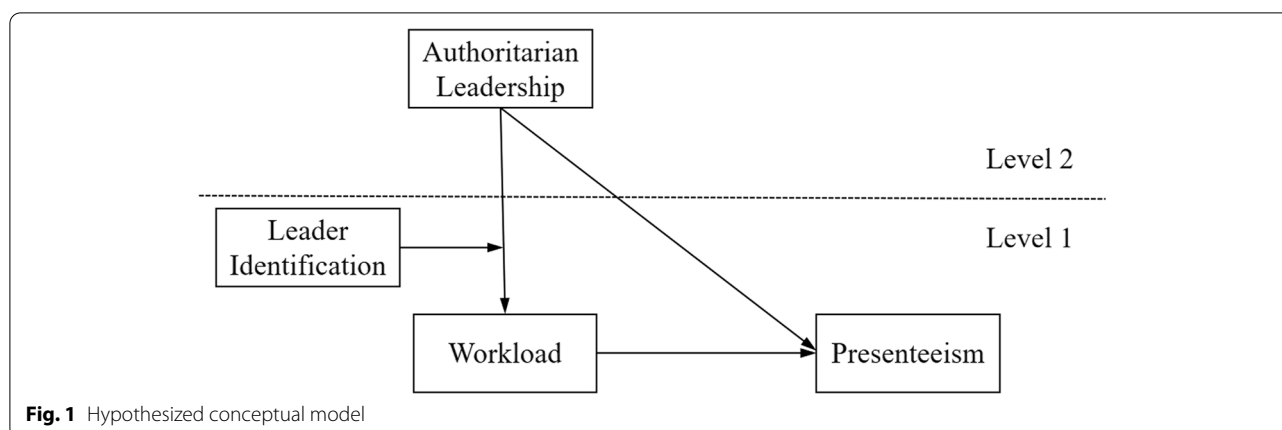 Authoritarian
Leadership
Level 2
Leader
Identification
Level 1
Workload
Presenteeism
Fig. 1 Hypothesized conceptual model